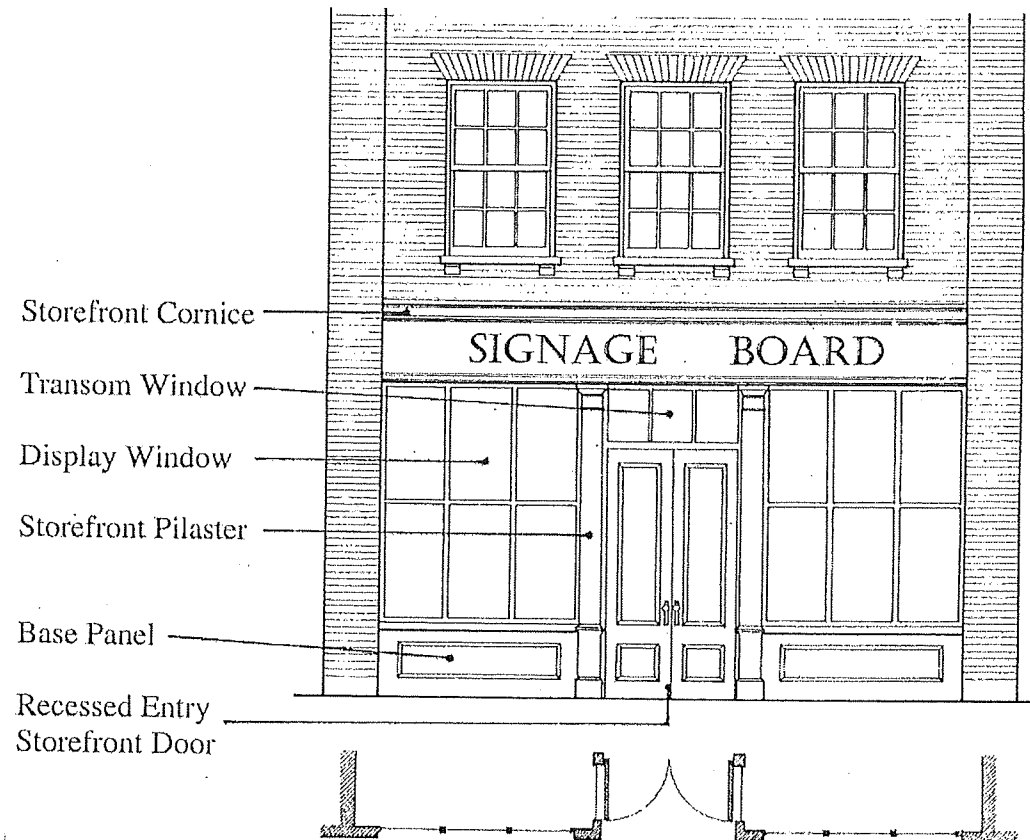 Storefront Cornice
SIGNAGE BOARD
Transom Window
Display Window
Storefront Pilaster
Base Panel
Recessed Entry
Storefront Door